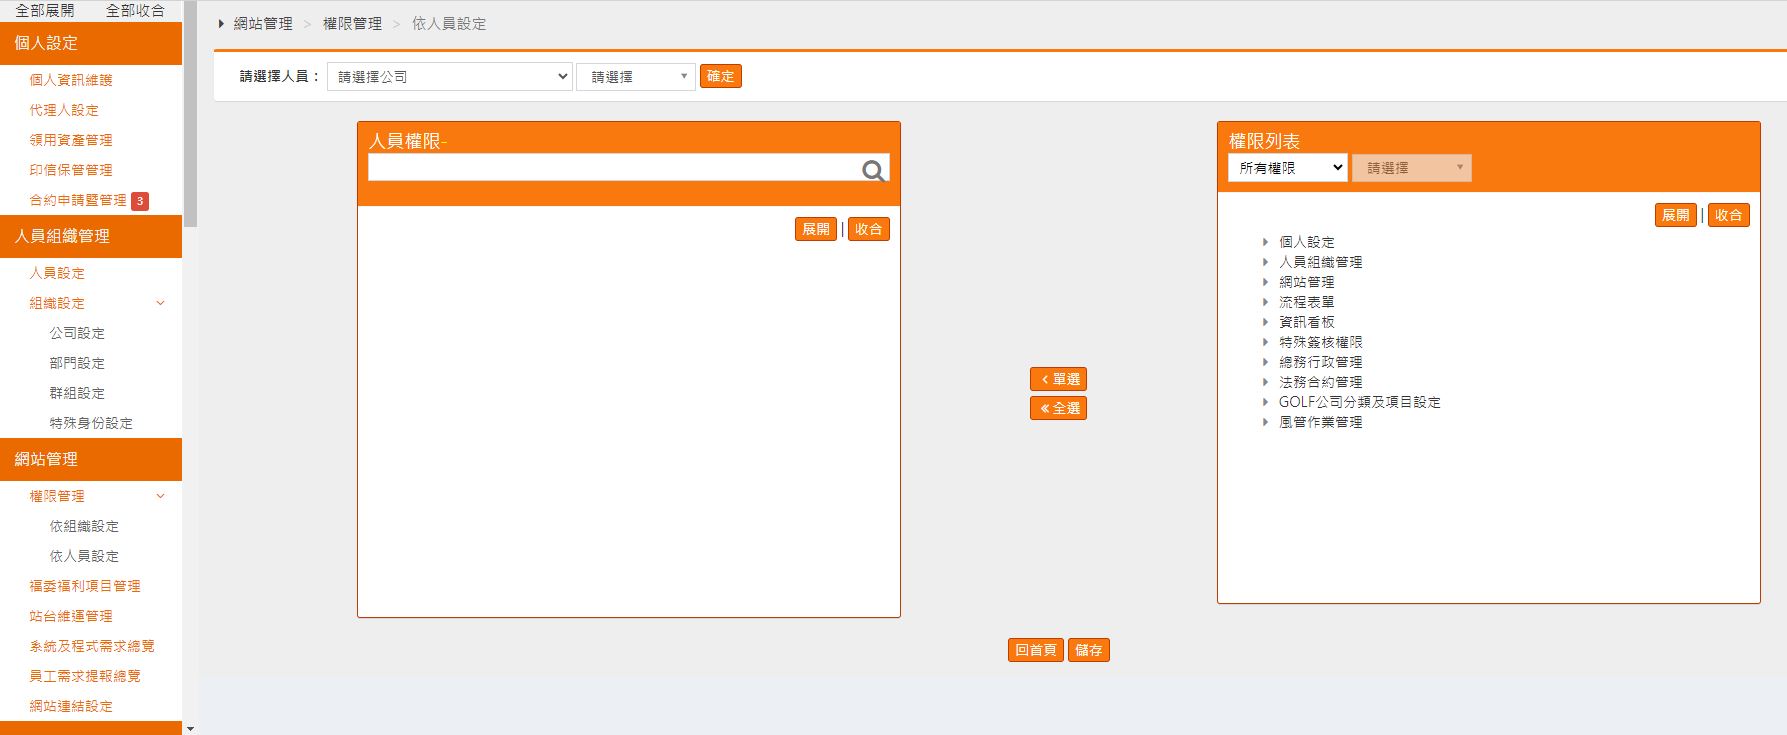 全部展開 全部收合
個人設定
個人資訊維護
代理人設定
領用資產管理
印信保管管理
合約申請暨管理 3
人員組織管理
人員設定
組織設定
公司設定
部門設定
群組設定
特殊身份設定
網站管理
權限管理
依組織設定
依人員設定
福委福利項目管理
站台維運管理
系統及程式需求總覽
員工需求提報總覽
網站連結設定
網站管理 > 權限管理 > 依人員設定
請選擇人員： 請選擇公司 請選擇 確定
人員權限-
展開 | 收合
單選
全選
權限列表
所有權限 請選擇
展開 | 收合
個人設定
人員組織管理
網站管理
流程表單
資訊看板
特殊簽核權限
總務行政管理
法務合約管理
GOLF公司分類及項目設定
風管作業管理
回首頁 儲存